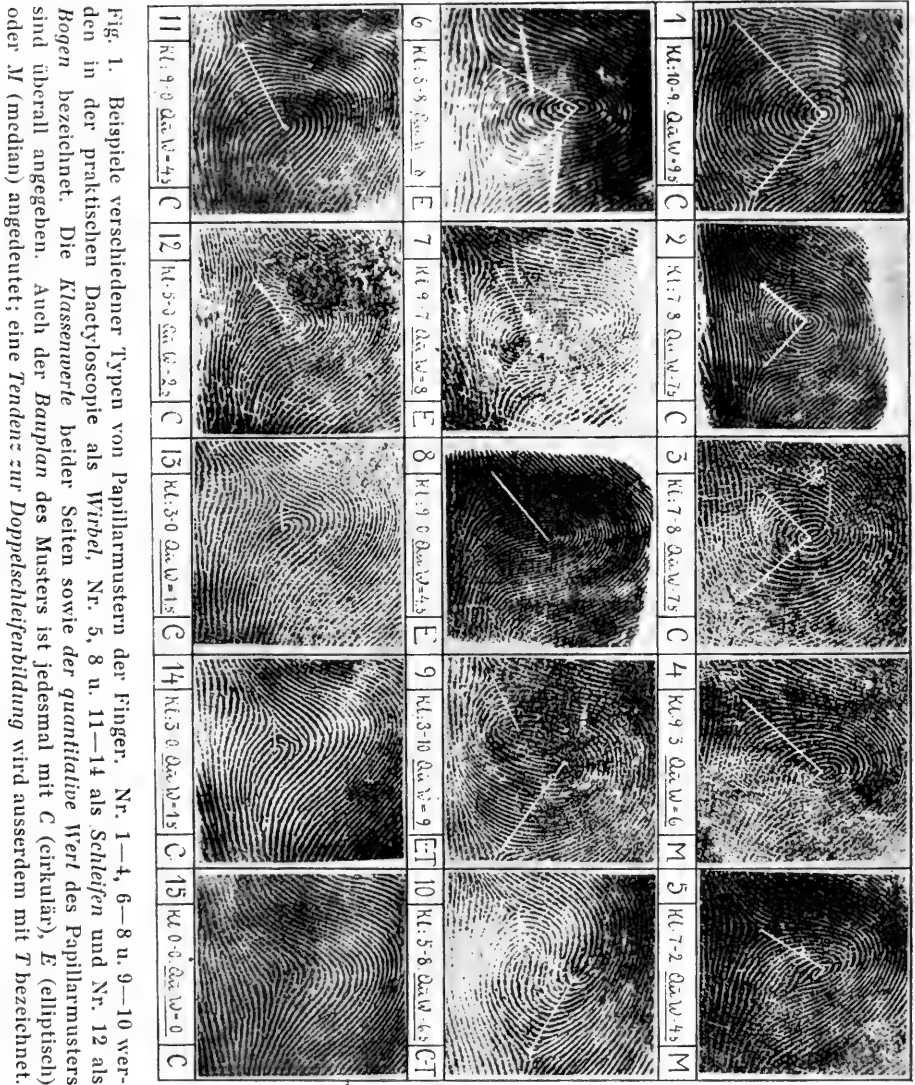 1 Kl: 10-9. Qu W = 9,5 C
2 Kl: 7-8 Qu W = 7,5 C
3 Kl: 7-8 Qu W = 7,5 C
4 Kl: 9 3 Qu W = 6 M
5 Kl: 7-2 Qu W = 4,5 M
6 Kl: 5-8 Qu W E
7 Kl 9-7 Qu W = 8 E
8 Kl: 9 0 Qu W = 4,5 E
9 Kl: 3-10 Qu W = 9 E-T
10 Kl: 5-8 Qu W = 6,5 C-T
11 Kl: 9-0 Qu W = 4,5 C
12 Kl: 5-0 Qu W = 2,5 C
13 Kl: 3-0 Qu W = 1,5 C
14 Kl: 3 0 Qu W = 1,5 C
15 Kl 0-0 Qu W = 0 C
Fig. 1. Beispiele verschiedener Typen von Papillarmustern der Finger. Nr. 1—4, 6—8 u. 9—10 wer-
den in der praktischen Dactyloscopie als Wirbel, Nr. 5, 8 u. 11—14 als Schleifen und Nr. 12 als
Bogen bezeichnet. Die Klassenwerte beider Seiten sowie der quantitative Wert des Papillarmusters
sind überall angegeben. Auch der Bauplan des Musters ist jedesmal mit C (cirkulär), E (elliptisch)
oder M (median) angedeutet; eine Tendenz zur Doppelschleifenbildung wird ausserdem mit T bezeichnet.